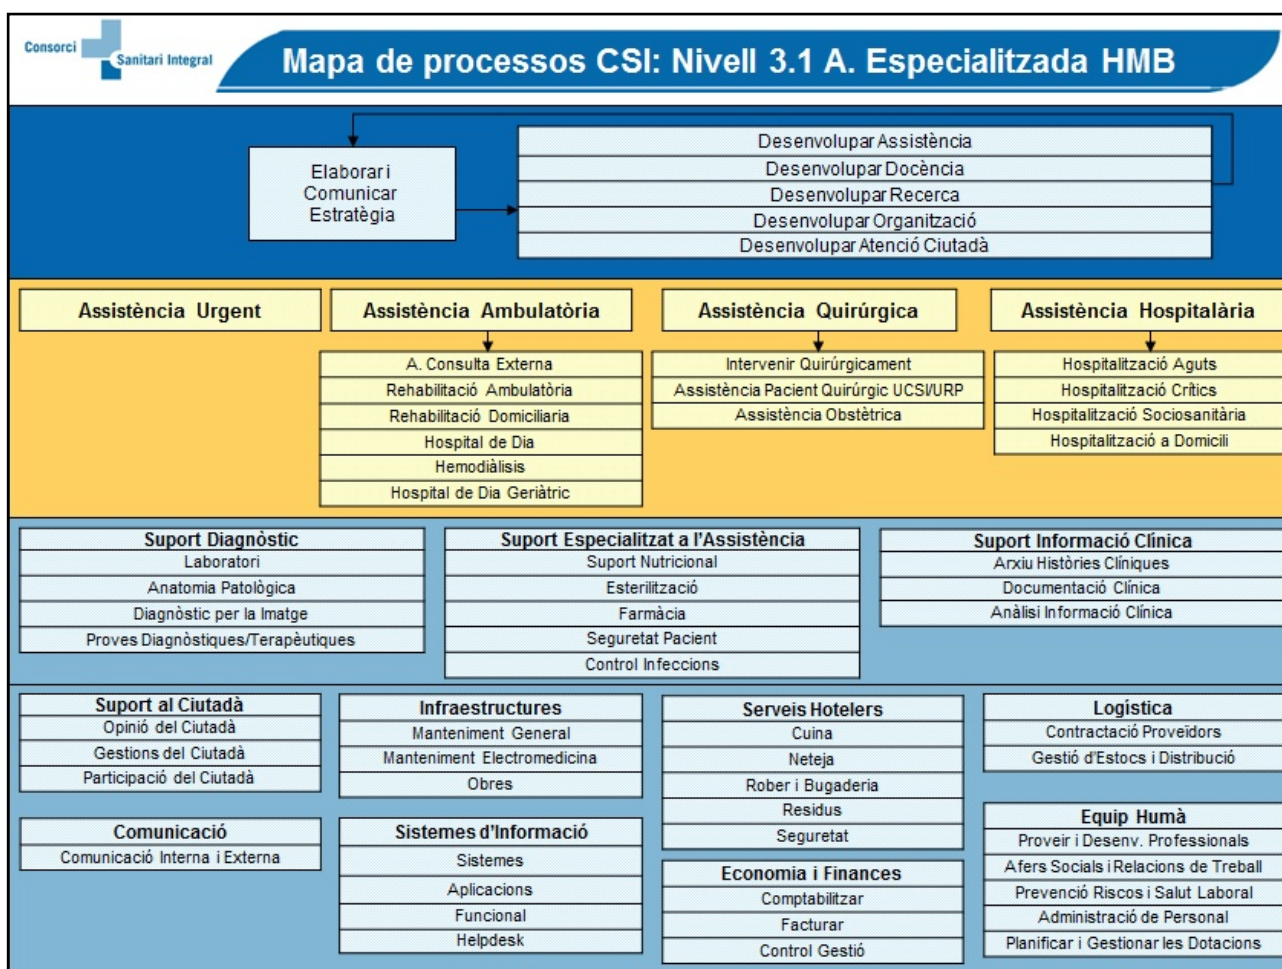 Consorci
Sanitari Integral
Mapa de processos CSI: Nivell 3.1 A. Especialitzada HMB
Elaborar i
Comunicar
Estratègia
Desenvolupar Assistència
Desenvolupar Docència
Desenvolupar Recerca
Desenvolupar Organització
Desenvolupar Atenció Ciutadà
Assistència Urgent
Assistència Ambulatòria
A. Consulta Externa
Rehabilitació Ambulatòria
Rehabilitació Domiciliaria
Hospital de Dia
Hemodiàlisis
Hospital de Dia Geriàtric
Assistència Quirúrgica
Intervenir Quirúrgicament
Assistència Pacient Quirúrgic UCSI/URP
Assistència Obstètrica
Assistència Hospitalària
Hospitalització Aguts
Hospitalització Crítics
Hospitalització Sociosanitària
Hospitalització a Domicili
Suport Diagnòstic
Laboratori
Anatomia Patològica
Diagnòstic per la Imatge
Proves Diagnòstiques/Terapèutiques
Suport Especialitzat a l'Assistència
Suport Nutricional
Esterilització
Farmàcia
Seguretat Pacient
Control Infeccions
Suport Informació Clínica
Arxiu Històries Clíniques
Documentació Clínica
Anàlisi Informació Clínica
Suport al Ciutadà
Opinió del Ciutadà
Gestions del Ciutadà
Participació del Ciutadà
Infraestructures
Manteniment General
Manteniment Electromedicina
Obres
Serveis Hotelers
Cuina
Neteja
Rober i Bugaderia
Residus
Seguretat
Logística
Contractació Proveïdors
Gestió d'Estocs i Distribució
Comunicació
Comunicació Interna i Externa
Sistemes d'Informació
Sistemes
Aplicacions
Funcional
Helpdesk
Economia i Finances
Comptabilitzar
Facturar
Control Gestió
Equip Humà
Proveir i Desenv. Professionals
Afers Socials i Relacions de Treball
Prevenció Riscos i Salut Laboral
Administració de Personal
Planificar i Gestionar les Dotacions